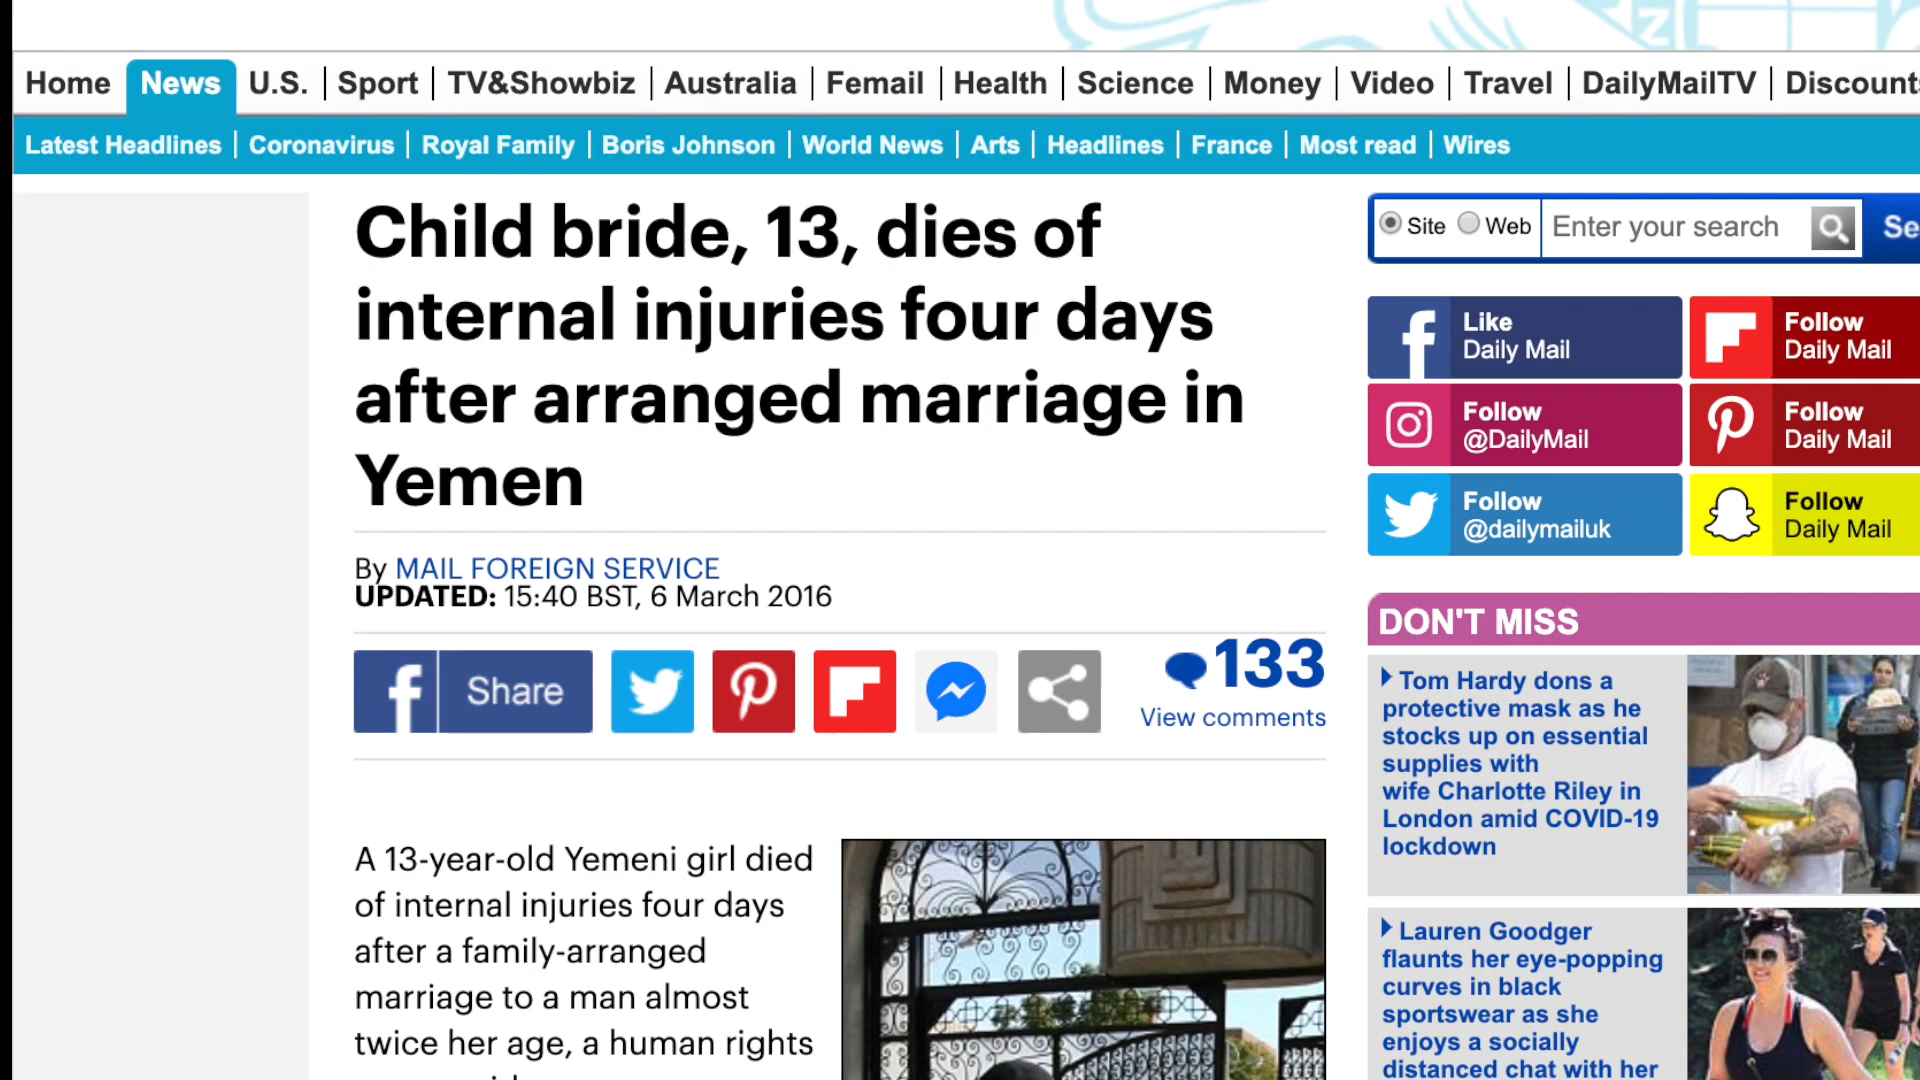 Home News U.S. Sport TV&Showbiz Australia Femail Health Science Money Video Travel DailyMailTV
Latest Headlines Coronavirus Royal Family Boris Johnson World News Arts Headlines France Most read Wires
Child bride, 13, dies of
internal injuries four days
after arranged marriage in
Yemen
By MAIL FOREIGN SERVICE
UPDATED: 15:40 BST, 6 March 2016
Share
133
View comments
A 13-year-old Yemeni girl died
of internal injuries four days
after a family-arranged
marriage to a man almost
twice her age, a human rights
Site Web Enter your search
Like
Daily Mail
Follow
Daily Mail
Follow
@DailyMail
Follow
Daily Mail
Follow
@dailymailuk
Follow
Daily Mail
DON'T MISS
Tom Hardy dons a
protective mask as he
stocks up on essential
supplies with
wife Charlotte Riley in
London amid COVID-19
lockdown
Lauren Goodger
flaunts her eye-popping
curves in black
sportswear as she
enjoys a socially
distanced chat with her